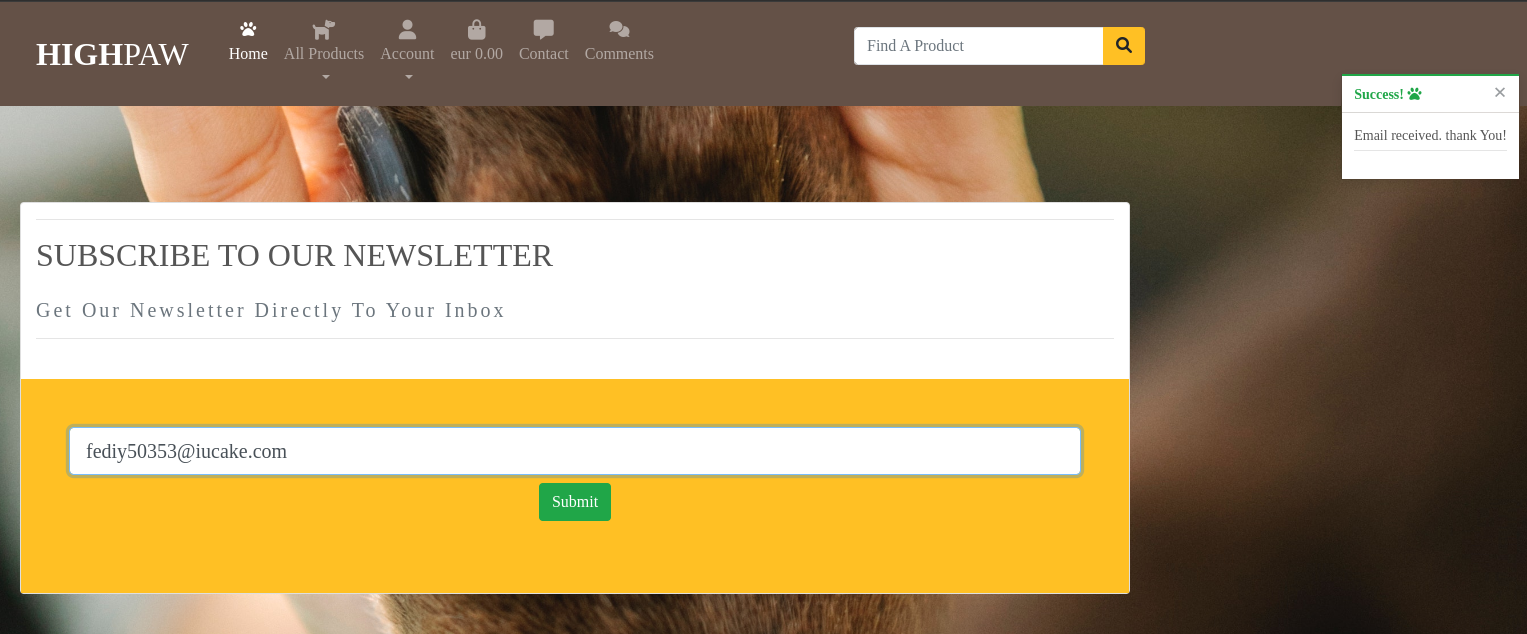 HIGHPAW
Home
All Products
Account
eur 0.00
Contact
Comments
Find A Product
Success!
×
Email received. thank You!
SUBSCRIBE TO OUR NEWSLETTER
Get Our Newsletter Directly To Your Inbox
fediy50353@iucake.com
Submit